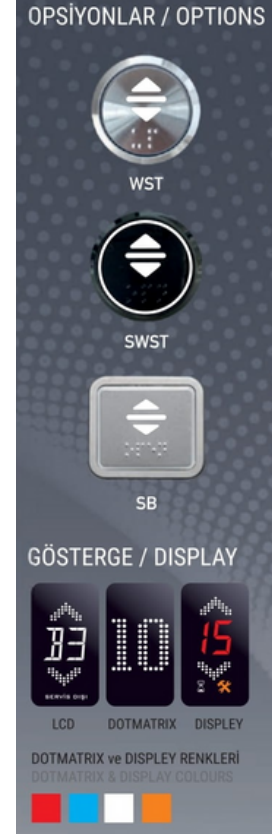 OPSİYONLAR / OPTIONS
WST
SWST
SB
GÖSTERGE / DISPLAY
B3
SERVİS DIŞI
10
15
LCD DOTMATRIX DISPLEY
DOTMATRIX ve DISPLEY RENKLERİ
DOTMATRIX & DISPLAY COLOURS